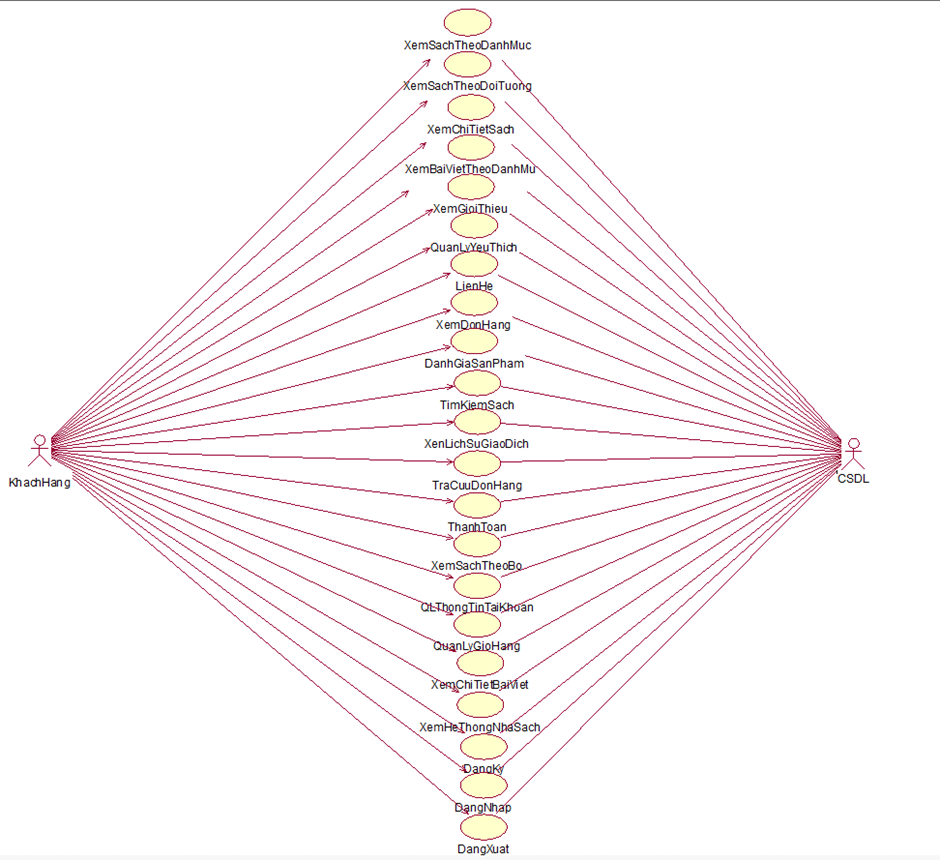 XemSachTheoDanhMuc
XemSachTheoDoiTuong
XemChiTietSach
XemBaiVietTheoDanhMu
XemGioiThieu
QuanLyYeuThich
LienHe
XemDonHang
DanhGiaSanPham
TimKiemSach
XenLichSuGiaoDich
KhachHang
CSDL
TraCuuDonHang
ThanhToan
XemSachTheoBo
QLThongTinTaiKhoan
QuanLyGioHang
XemChiTietBaiViet
XemHeThongNhaSach
DangKy
DangNhap
DangXuat